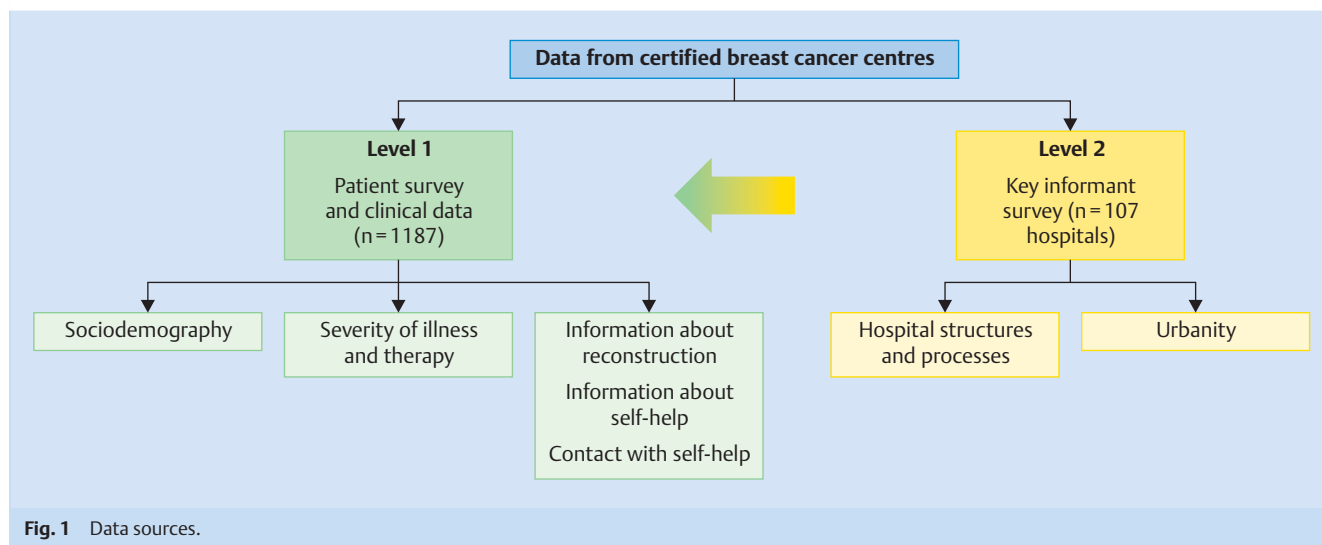 Data from certified breast cancer centres
Level 1
Patient survey
and clinical data
(n = 1187)
Level 2
Key informant
survey (n = 107
hospitals)
Sociodemography
Severity of illness
and therapy
Information about
reconstruction
Information about
self-help
Contact with self-help
Hospital structures
and processes
Urbanity
Fig. 1 Data sources.